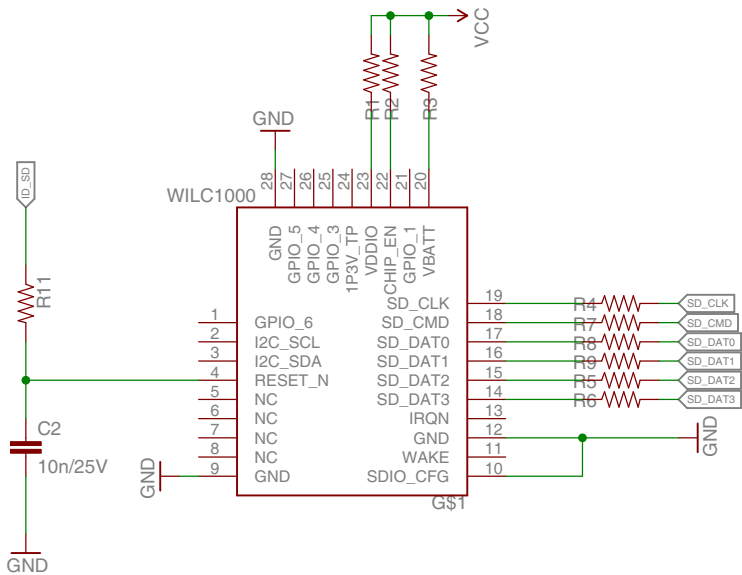 VCC
R1
R2
R3
GND
28
27
26
25
24
23
22
21
20
ID_SD
WILC1000
GND
GPIO_5
GPIO_4
GPIO_3
1P3V_TP
VDDIO
CHIP_EN
GPIO_1
VBATT
R11
SD_CLK 19 R4 SD_CLK
1 GPIO_6 SD_CMD 18 R7 SD_CMD
2 I2C_SCL SD_DAT0 17 R8 SD_DAT0
3 I2C_SDA SD_DAT1 16 R9 SD_DAT1
4 RESET_N SD_DAT2 15 R5 SD_DAT2
5 NC SD_DAT3 14 R6 SD_DAT3
6 NC IRQN 13
7 NC GND 12 GND
8 NC WAKE 11
9 GND SDIO_CFG 10
C2
10n/25V
GND
G$1
GND